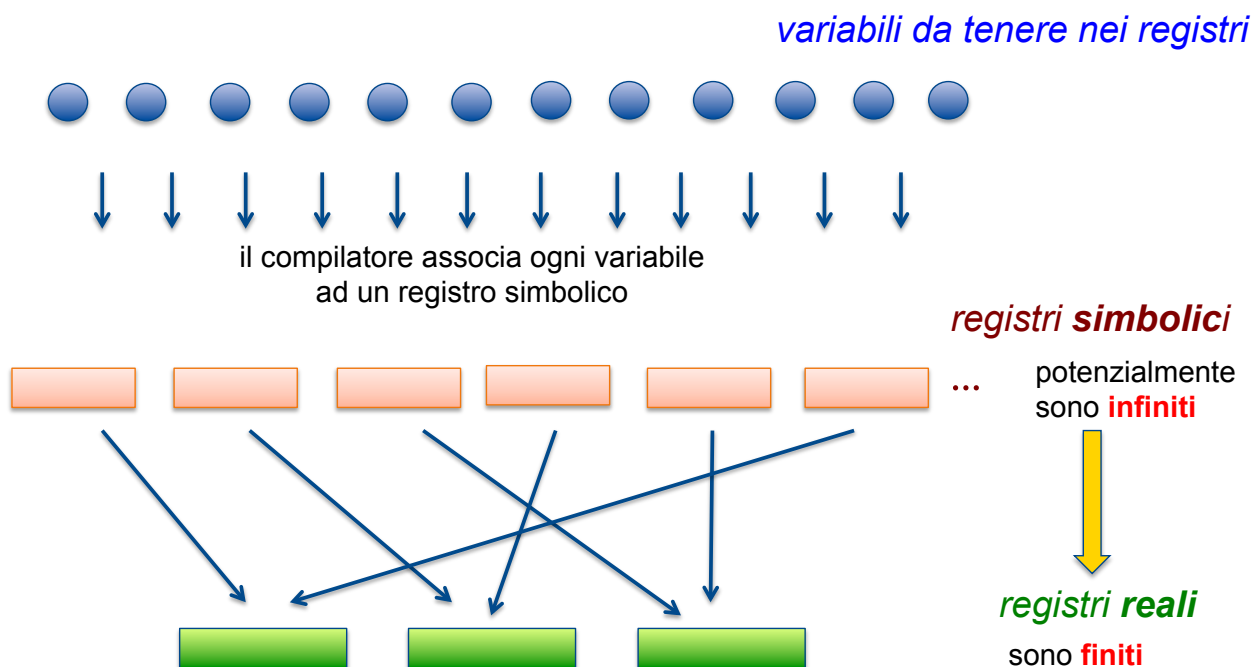 variabili da tenere nei registri
il compilatore associa ogni variabile
ad un registro simbolico
registri simbolici
...
potenzialmente
sono infiniti
registri reali
sono finiti